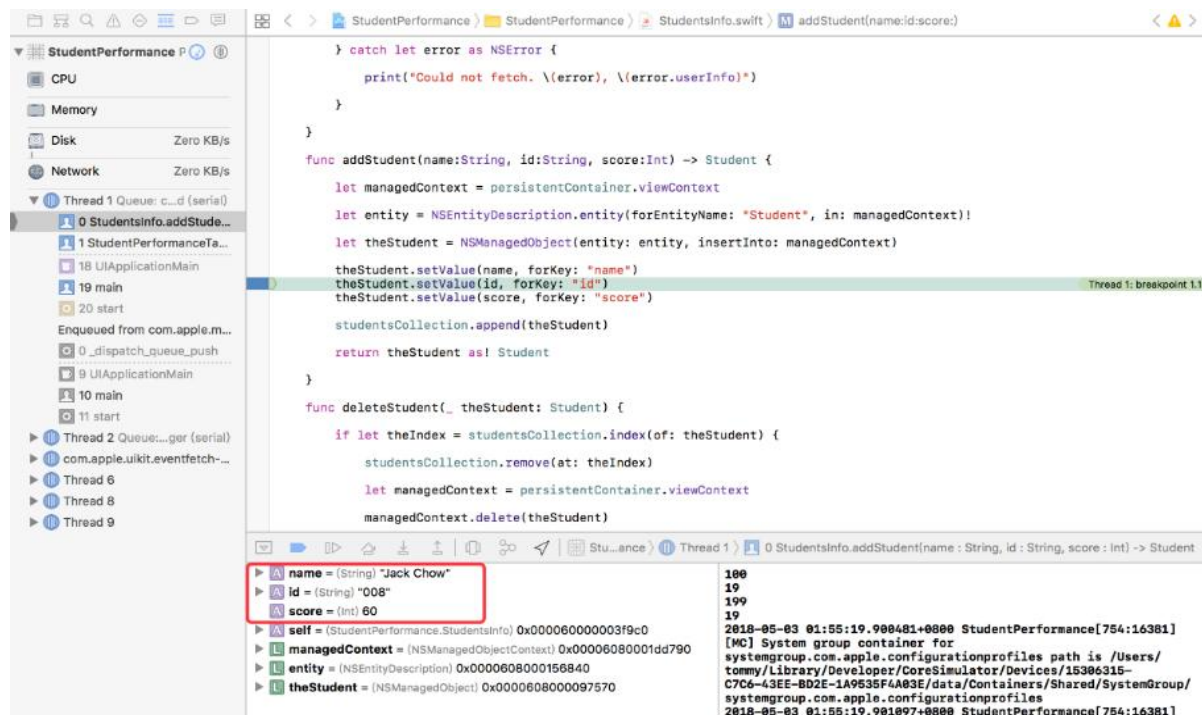 StudentPerformance StudentPerformance StudentsInfo.swift M addStudent(name:id:score:)
StudentPerformance P
CPU
Memory
Disk Zero KB/s
Network Zero KB/s
Thread 1 Queue: c...d (serial)
0 StudentsInfo.addStude...
1 StudentPerformanceTa...
18 UIApplicationMain
19 main
20 start
Enqueued from com.apple.m...
0 _dispatch_queue_push
9 UIApplicationMain
10 main
11 start
Thread 2 Queue:...ger (serial)
com.apple.uikit.eventfetch-...
Thread 6
Thread 8
Thread 9
} catch let error as NSError {
print("Could not fetch. \(error), \(error.userInfo)")
}
}
func addStudent(name:String, id:String, score:Int) -> Student {
let managedContext = persistentContainer.viewContext
let entity = NSEntityDescription.entity(forEntityName: "Student", in: managedContext)!
let theStudent = NSManagedObject(entity: entity, insertInto: managedContext)
theStudent.setValue(name, forKey: "name")
theStudent.setValue(id, forKey: "id") Thread 1: breakpoint 1.1
theStudent.setValue(score, forKey: "score")
studentsCollection.append(theStudent)
return theStudent as! Student
}
func deleteStudent(_ theStudent: Student) {
if let theIndex = studentsCollection.index(of: theStudent) {
studentsCollection.remove(at: theIndex)
let managedContext = persistentContainer.viewContext
managedContext.delete(theStudent)
Stu...ance Thread 1 0 StudentsInfo.addStudent(name : String, id : String, score : Int) -> Student
A name = (String) "Jack Chow"
A id = (String) "008"
A score = (Int) 60
A self = (StudentPerformance.StudentsInfo) 0x000060000003f9c0
L managedContext = (NSManagedObjectContext) 0x00006080001dd790
L entity = (NSEntityDescription) 0x0000608000156840
L theStudent = (NSManagedObject) 0x0000608000097570
100
19
199
19
2018-05-03 01:55:19.900481+0800 StudentPerformance[754:16381]
[MC] System group container for
systemgroup.com.apple.configurationprofiles path is /Users/
tommy/Library/Developer/CoreSimulator/Devices/15306315-
C7C6-43EE-BD2E-1A9535F4A03E/data/Containers/Shared/SystemGroup/
systemgroup.com.apple.configurationprofiles
2018-05-03 01:55:19.901097+0800 StudentPerformance[754:16381]